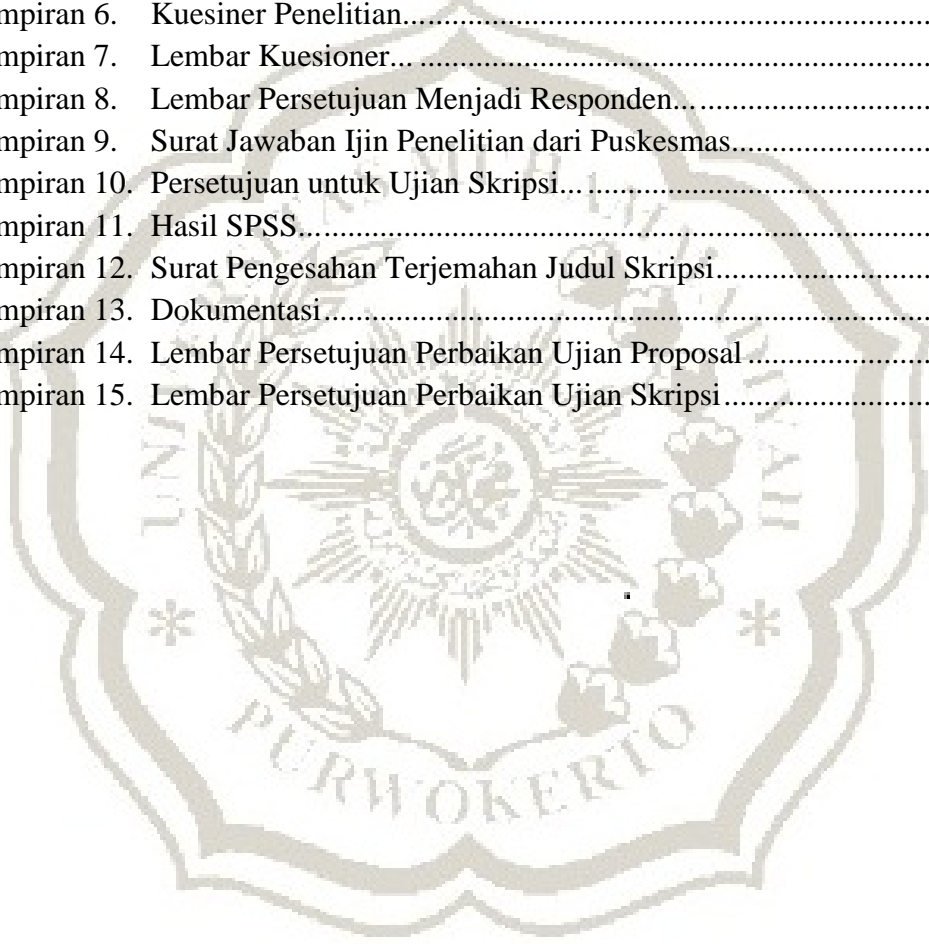 mpiran 6. Kuesiner Penelitian...............................................................
mpiran 7. Lembar Kuesioner... .............................................................
mpiran 8. Lembar Persetujuan Menjadi Responden... ............................
mpiran 9. Surat Jawaban Ijin Penelitian dari Puskesmas........................
mpiran 10. Persetujuan untuk Ujian Skripsi... ..........................................
mpiran 11. Hasil SPSS..............................................................................
mpiran 12. Surat Pengesahan Terjemahan Judul Skripsi..........................
mpiran 13. Dokumentasi...........................................................................
mpiran 14. Lembar Persetujuan Perbaikan Ujian Proposal ......................
mpiran 15. Lembar Persetujuan Perbaikan Ujian Skripsi.........................
UNIVERSITAS MUHAMMADIYAH
PURWOKERTO